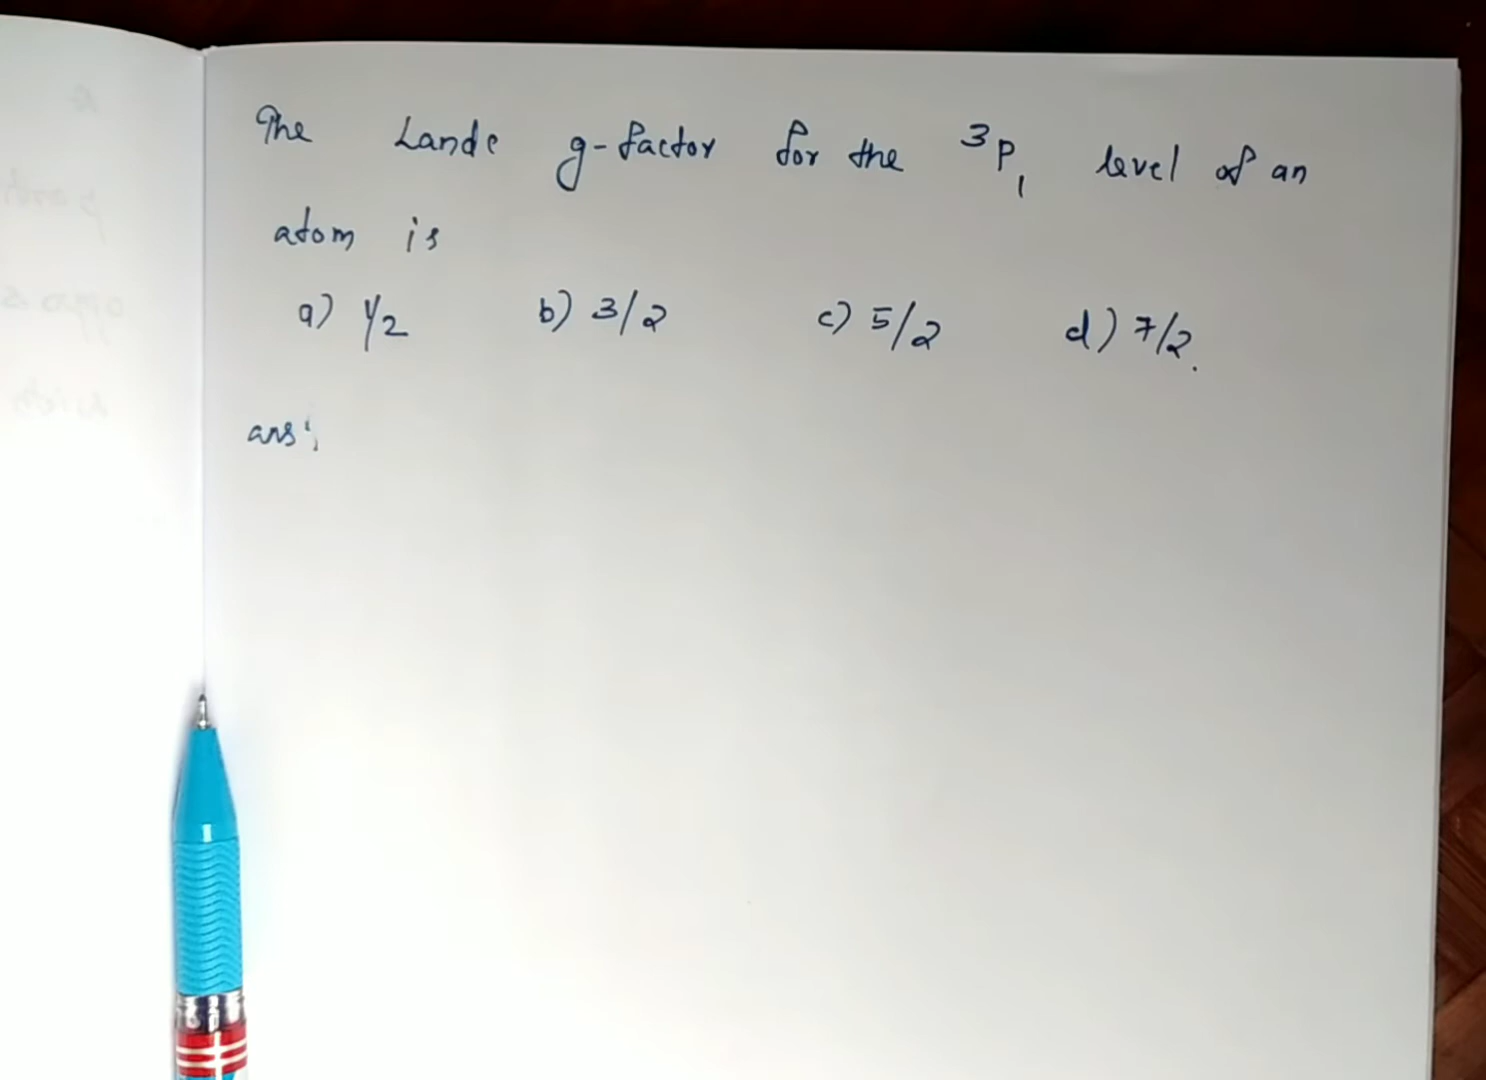 The Lande g-factor for the ³P₁ level of an
atom is
a) 1/2 b) 3/2 c) 5/2 d) 7/2.
ans: